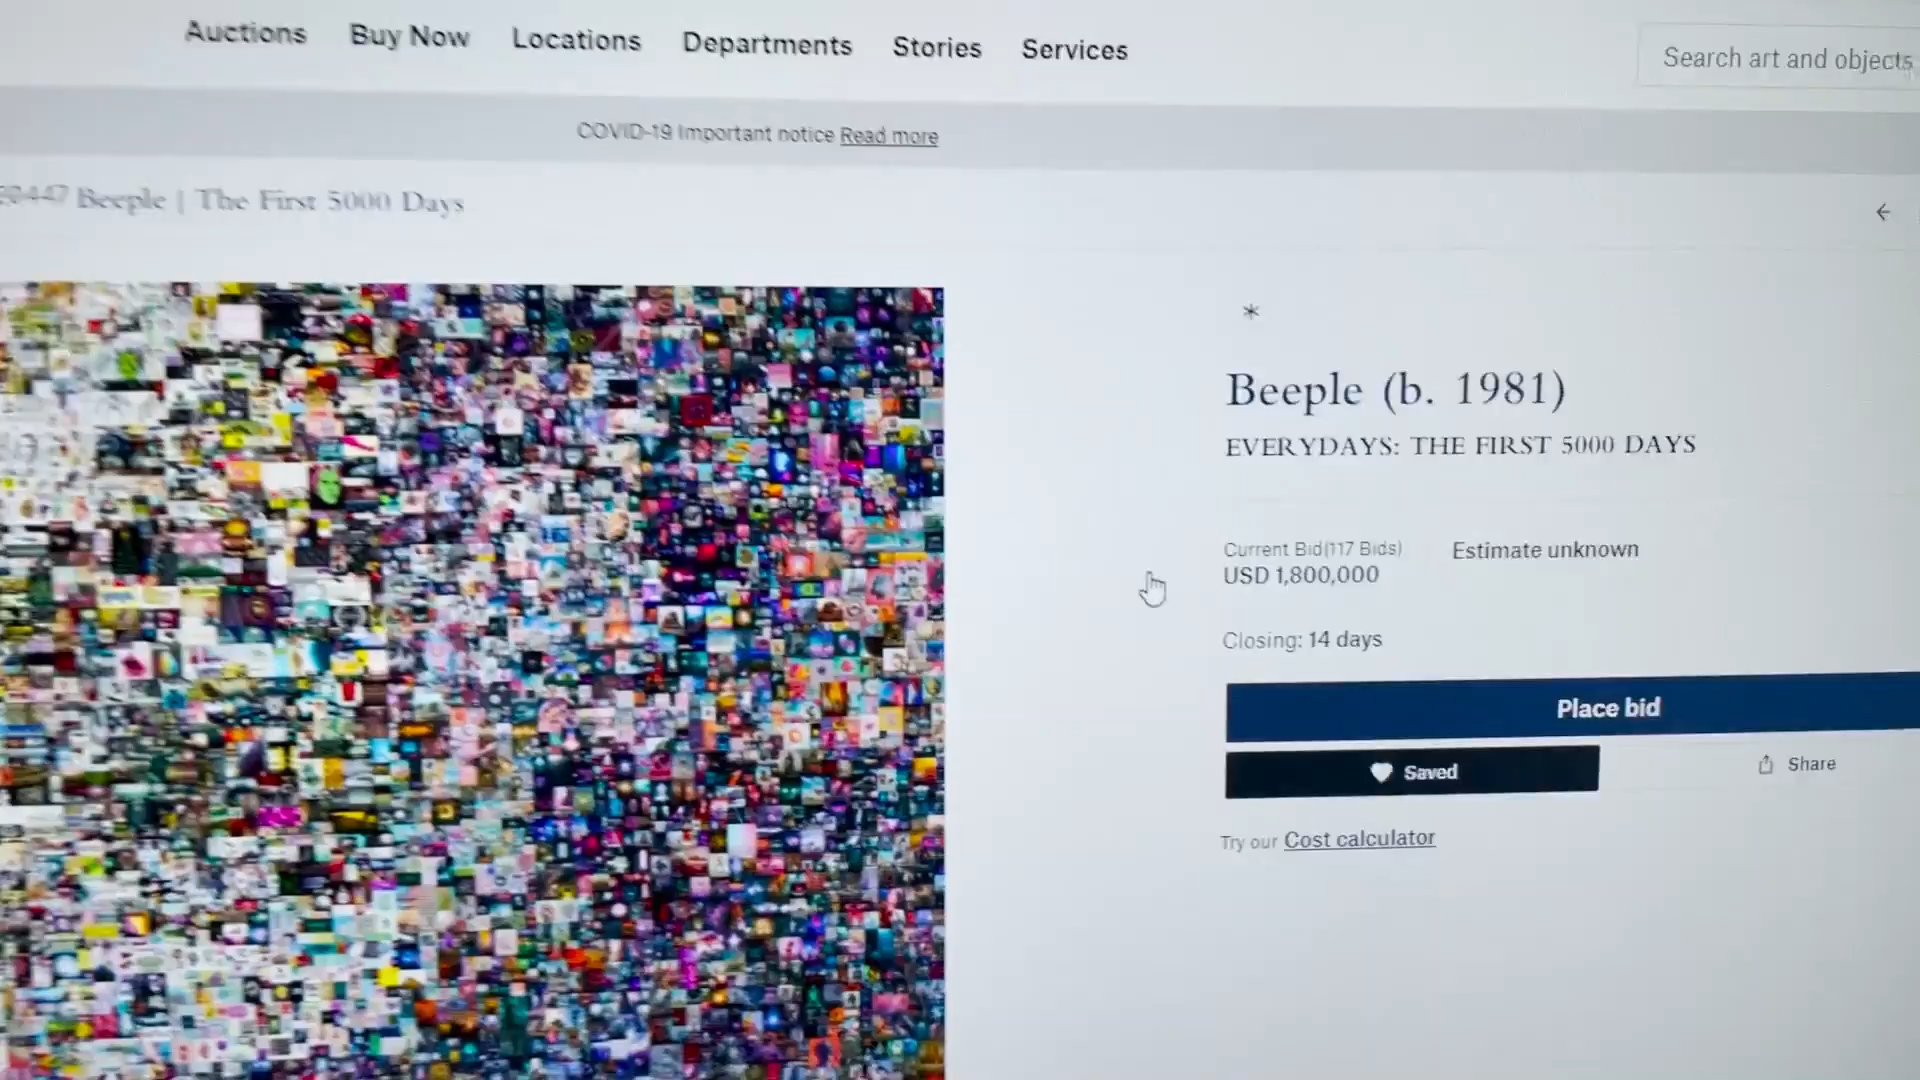 Auctions Buy Now Locations Departments Stories Services
Search art and objects
COVID-19 Important notice Read more
Beeple | The First 5000 Days
*
Beeple (b. 1981)
EVERYDAYS: THE FIRST 5000 DAYS
Current Bid(117 Bids) Estimate unknown
USD 1,800,000
Closing: 14 days
Place bid
Saved
Share
Try our Cost calculator